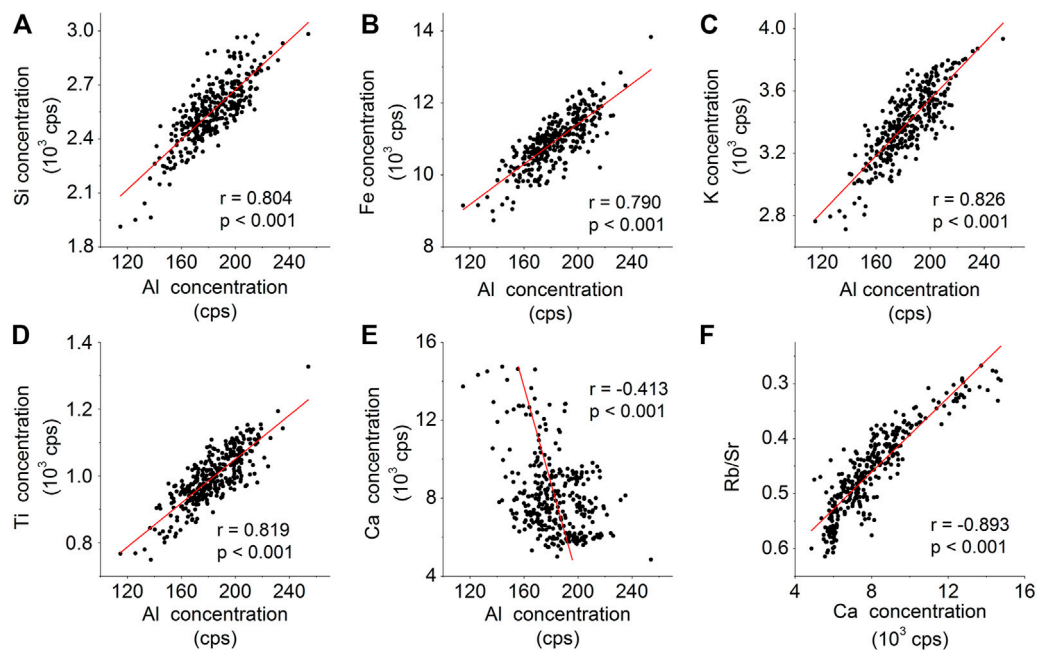 A
3.0
2.7
2.4
2.1
1.8
Si concentration
(10³ cps)
r = 0.804
p < 0.001
120 160 200 240
Al concentration
(cps)
B
14
12
10
8
Fe concentration
(10³ cps)
r = 0.790
p < 0.001
120 160 200 240
Al concentration
(cps)
C
4.0
3.6
3.2
2.8
K concentration
(10³ cps)
r = 0.826
p < 0.001
120 160 200 240
Al concentration
(cps)
D
1.4
1.2
1.0
0.8
Ti concentration
(10³ cps)
r = 0.819
p < 0.001
120 160 200 240
Al concentration
(cps)
E
16
12
8
4
Ca concentration
(10³ cps)
r = -0.413
p < 0.001
120 160 200 240
Al concentration
(cps)
F
0.3
0.4
0.5
0.6
Rb/Sr
r = -0.893
p < 0.001
4 8 12 16
Ca concentration
(10³ cps)